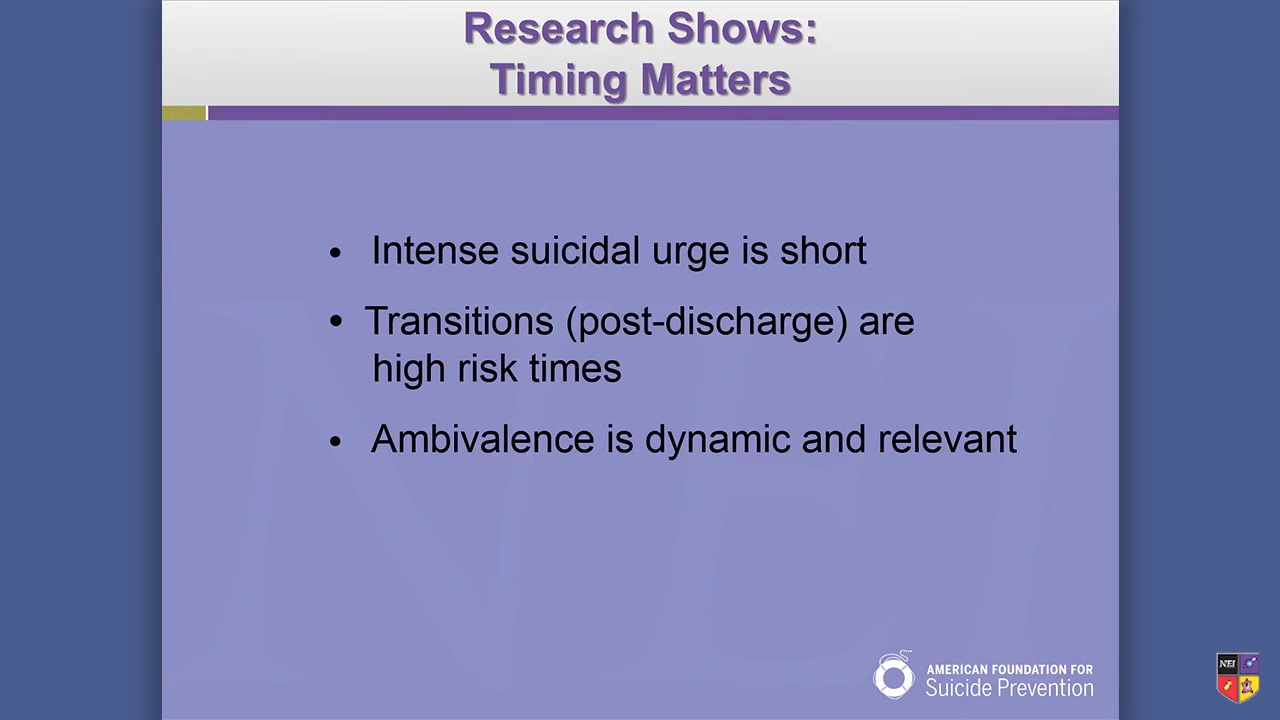 Research Shows:
Timing Matters
• Intense suicidal urge is short
• Transitions (post-discharge) are
high risk times
• Ambivalence is dynamic and relevant
AMERICAN FOUNDATION FOR
Suicide Prevention
NEI
NEI